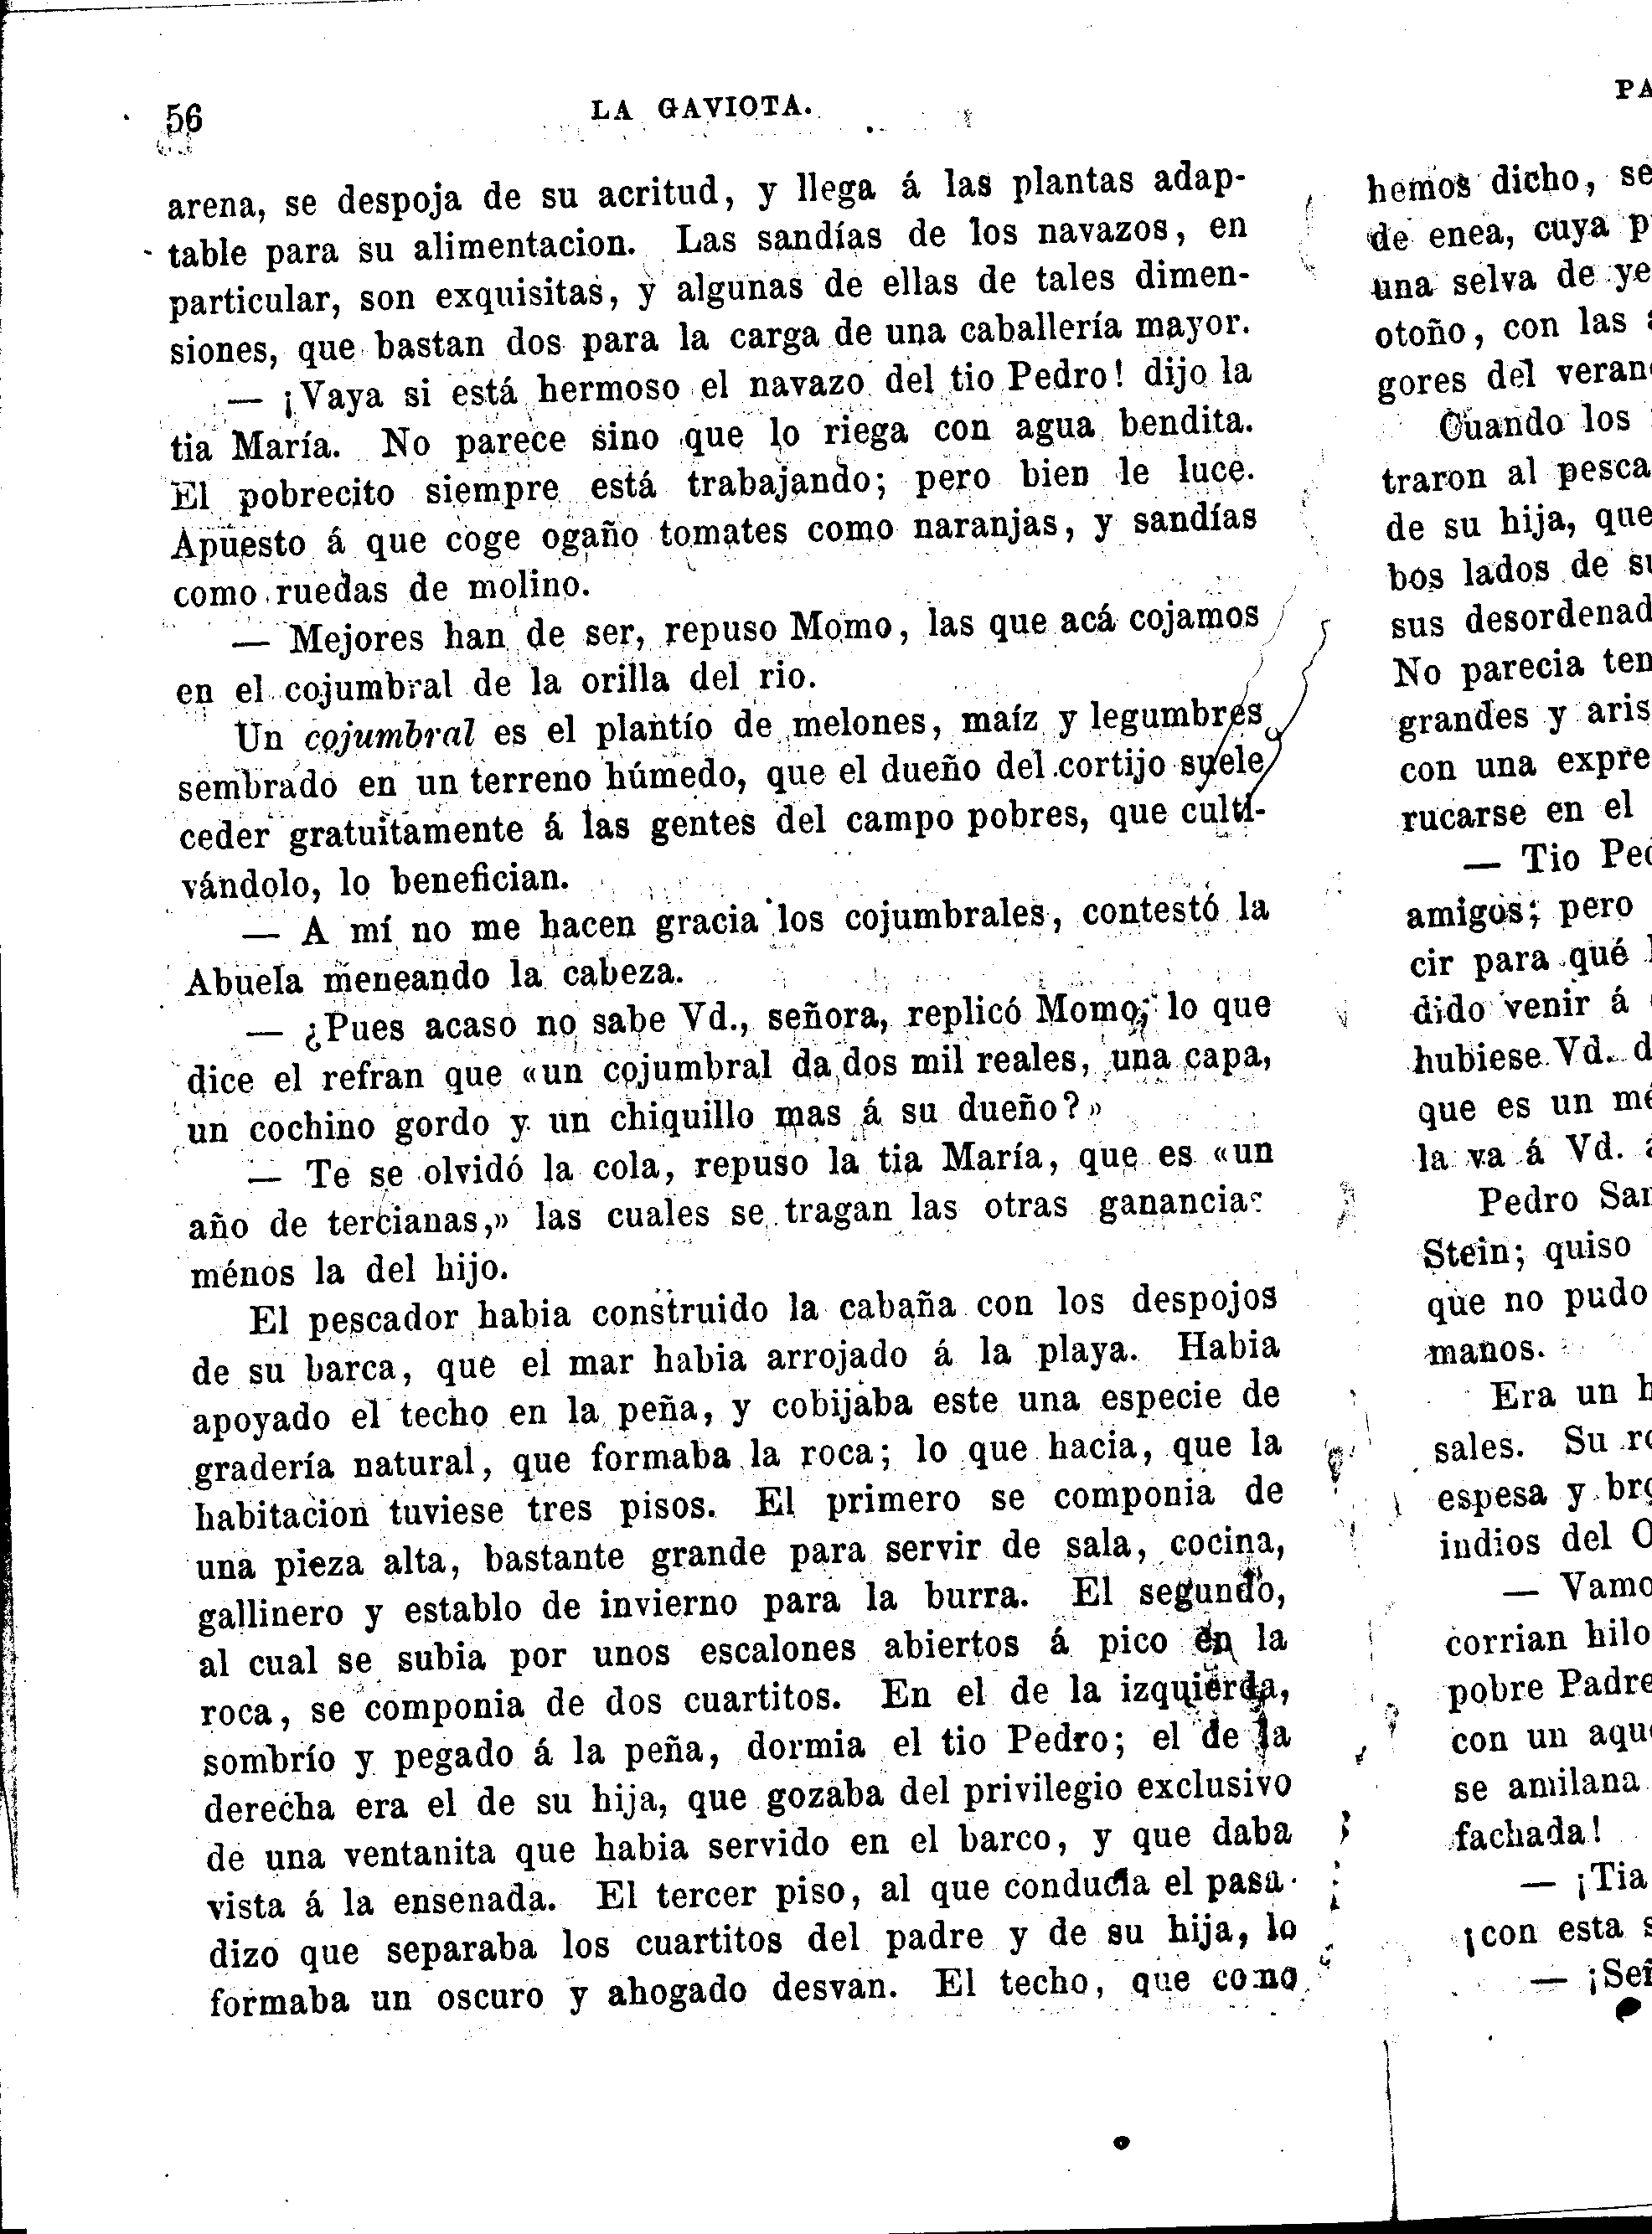 56
LA GAVIOTA.
arena, se despoja de su acritud, y llega á las plantas adap-
table para su alimentacion. Las sandías de los navazos, en
particular, son exquisitas, y algunas de ellas de tales dimen-
siones, que bastan dos para la carga de una caballería mayor.
— ¡Vaya si está hermoso el navazo del tio Pedro! dijo la
tia María. No parece sino que lo riega con agua bendita.
El pobrecito siempre está trabajando; pero bien le luce.
Apuesto á que coge ogaño tomates como naranjas, y sandías
como ruedas de molino.
— Mejores han de ser, repuso Momo, las que acá cojamos
en el cojumbral de la orilla del rio.
Un cojumbral es el plantío de melones, maíz y legumbres
sembrado en un terreno húmedo, que el dueño del cortijo suele
ceder gratuitamente á las gentes del campo pobres, que culti-
vándolo, lo benefician.
— A mí no me hacen gracia los cojumbrales, contestó la
Abuela meneando la cabeza.
— ¿Pues acaso no sabe Vd., señora, replicó Momo, lo que
dice el refran que «un cojumbral da dos mil reales, una capa,
un cochino gordo y un chiquillo mas á su dueño?»
— Te se olvidó la cola, repuso la tia María, que es «un
año de tercianas,» las cuales se tragan las otras ganancias
ménos la del hijo.
El pescador habia construido la cabaña con los despojos
de su barca, que el mar habia arrojado á la playa. Habia
apoyado el techo en la peña, y cobijaba este una especie de
gradería natural, que formaba la roca; lo que hacia, que la
habitacion tuviese tres pisos. El primero se componia de
una pieza alta, bastante grande para servir de sala, cocina,
gallinero y establo de invierno para la burra. El segundo,
al cual se subia por unos escalones abiertos á pico en la
roca, se componia de dos cuartitos. En el de la izquierda,
sombrío y pegado á la peña, dormia el tio Pedro; el de la
derecha era el de su hija, que gozaba del privilegio exclusivo
de una ventanita que habia servido en el barco, y que daba
vista á la ensenada. El tercer piso, al que conducía el pasa-
dizo que separaba los cuartitos del padre y de su hija, lo
formaba un oscuro y ahogado desvan. El techo, que como
PA
hemos dicho, se
de enea, cuya p
una selva de ye
otoño, con las
gores del veran
Cuando los
traron al pesca
de su hija, que
bos lados de su
sus desordenad
No parecia ten
grandes y aris
con una expre
rucarse en el
— Tio Ped
amigos; pero
cir para qué
dido venir á
hubiese Vd. d
que es un me
la va á Vd. á
Pedro San
Stein; quiso
que no pudo
manos.
Era un h
sales. Su ro
espesa y bro
indios del O
— Vamo
corrian hilo
pobre Padre
con un aqu
se amilana
fachada!
— ¡Tia
¡con esta s
— ¡Señ